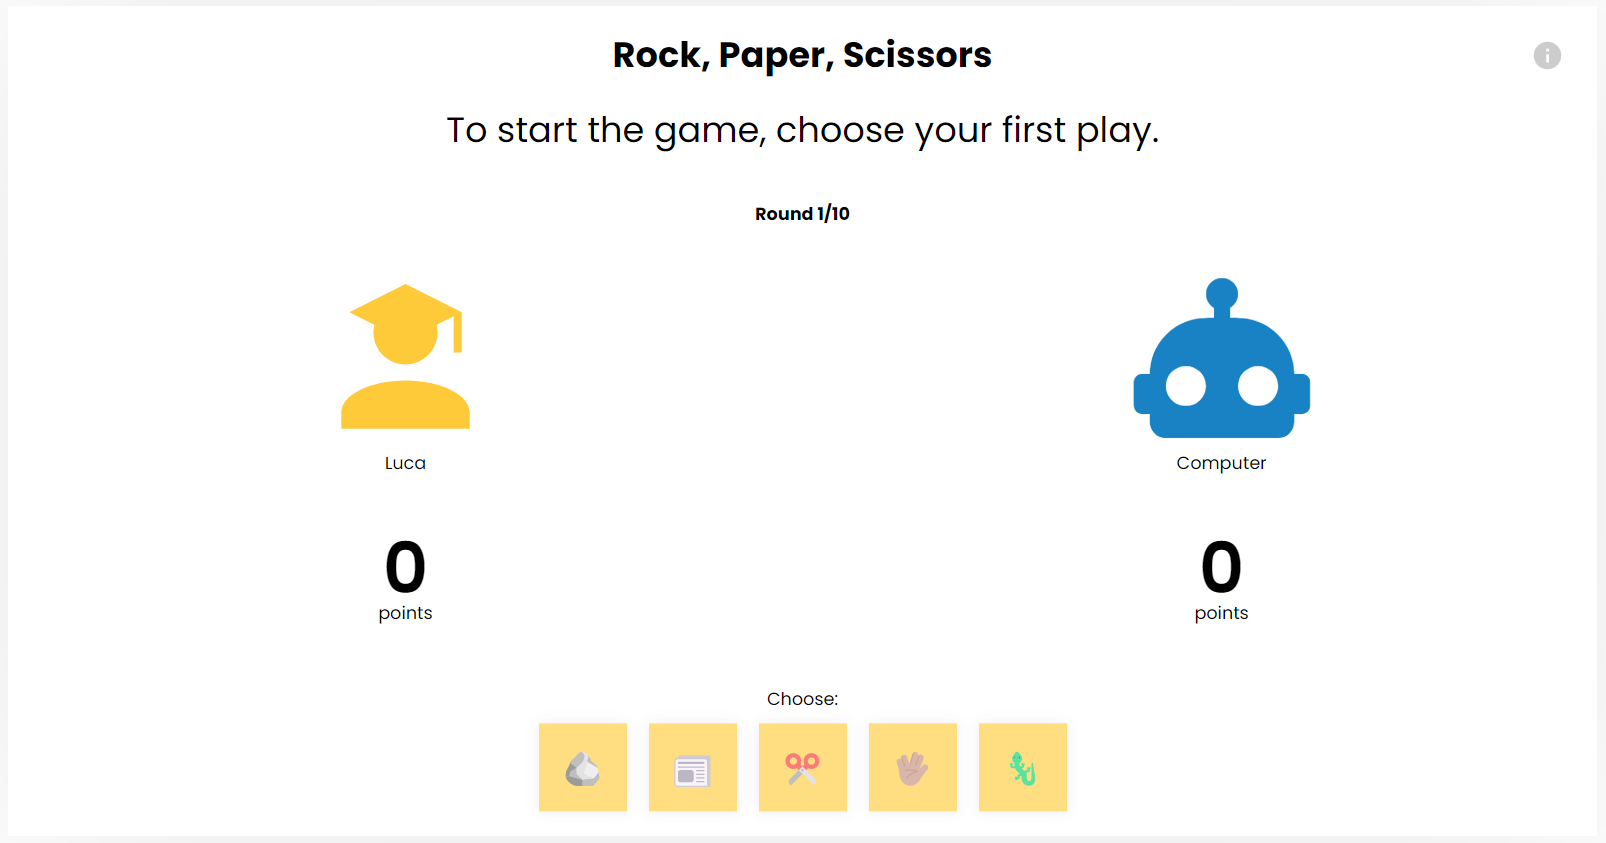 Rock, Paper, Scissors
To start the game, choose your first play.
Round 1/10
Luca
Computer
0
0
points
points
Choose: